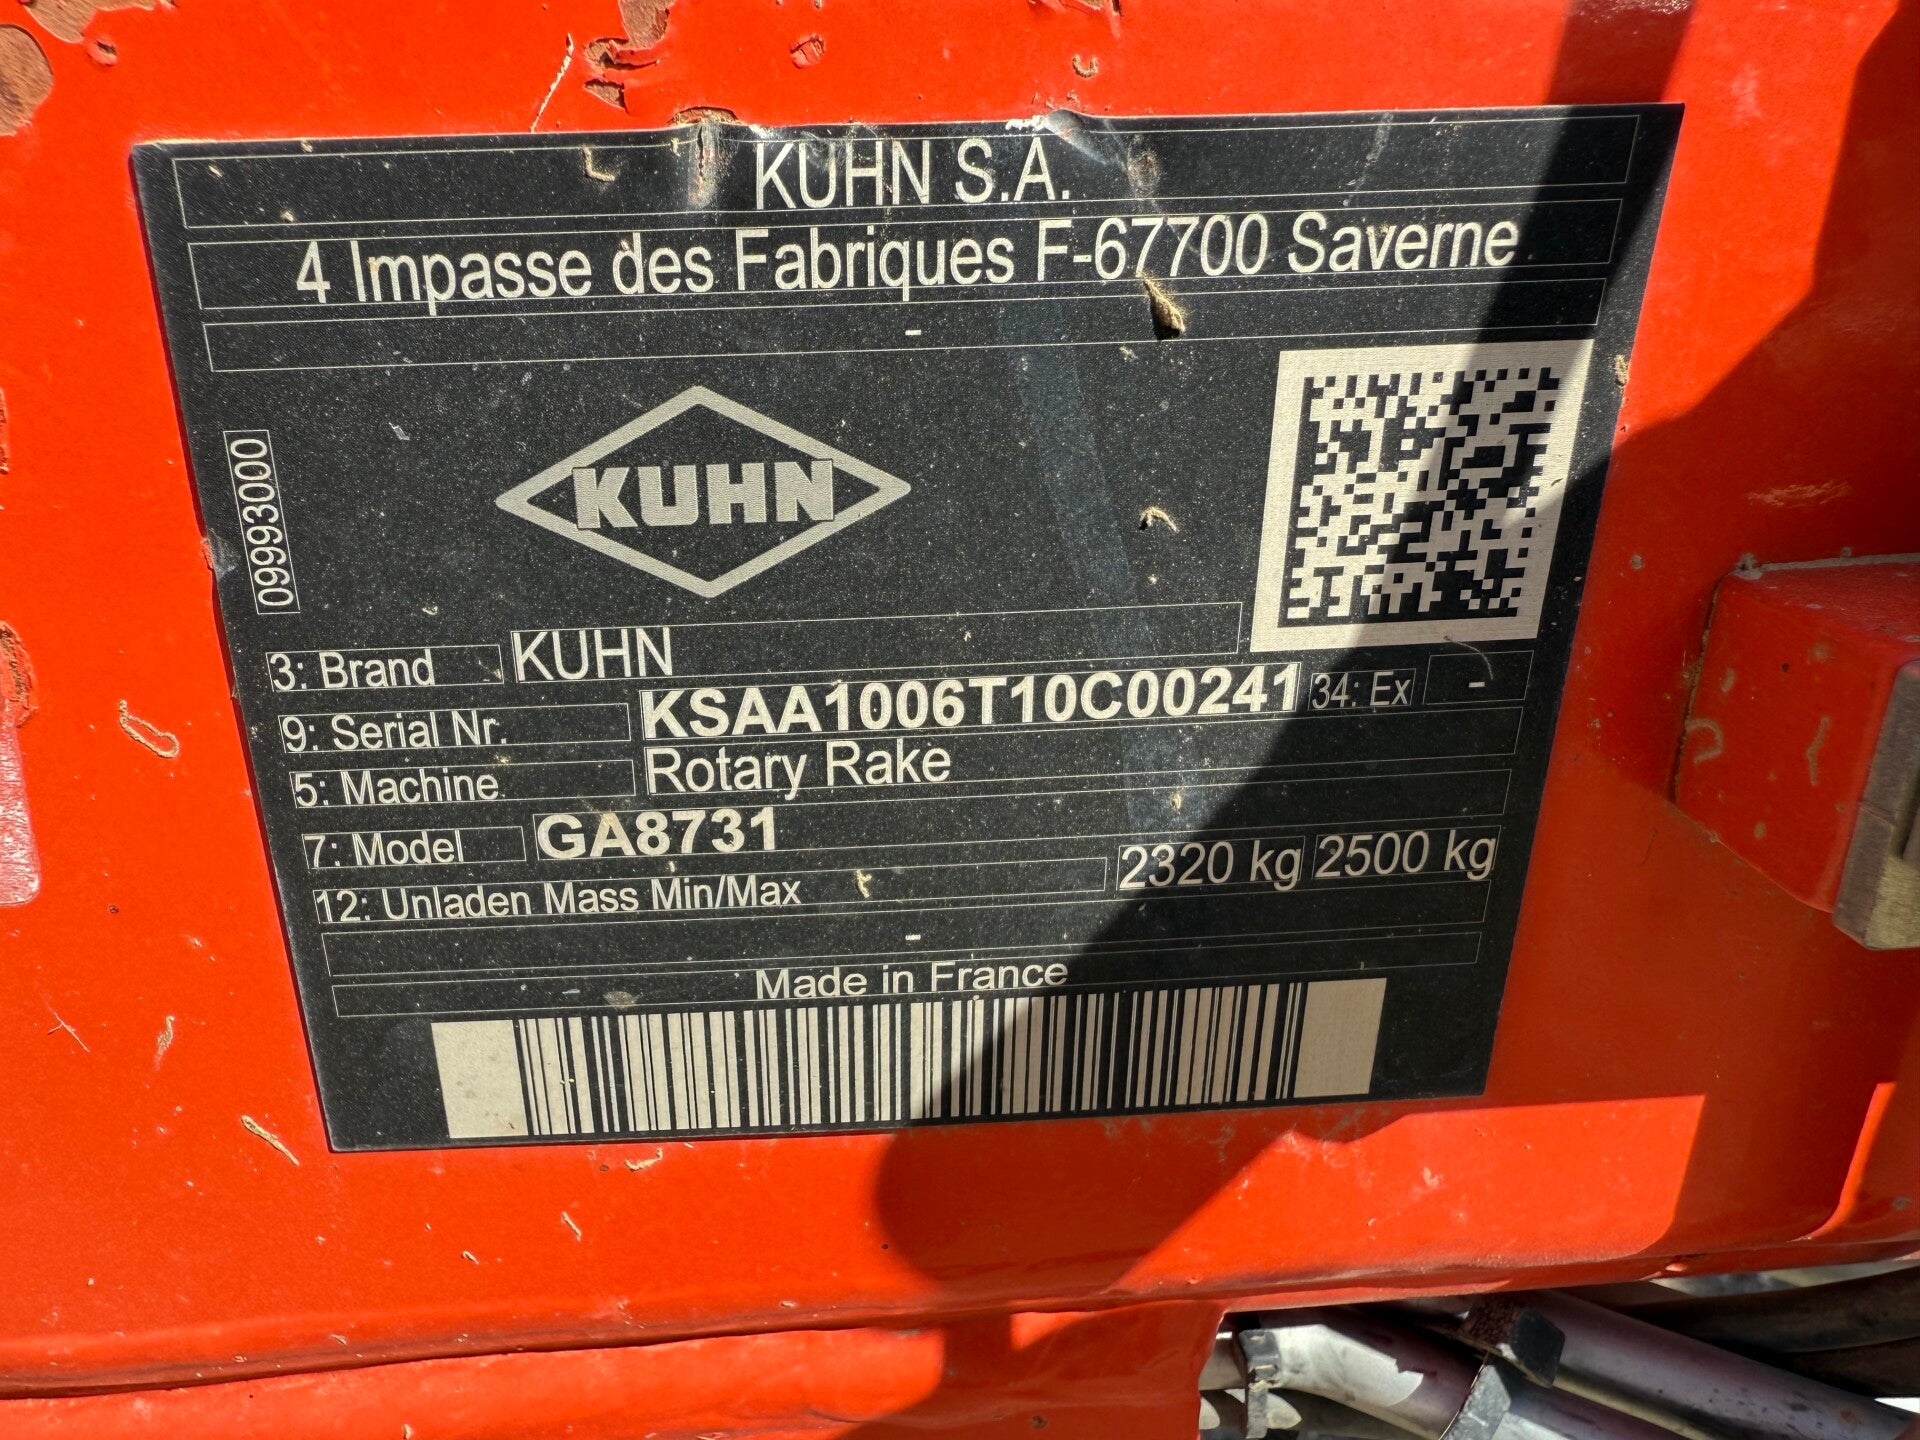 KUHN S.A.
4 Impasse des Fabriques F-67700 Saverne
-
KUHN
09993000
3: Brand KUHN
9: Serial Nr. KSAA1006T10C00241 34: Ex -
5: Machine Rotary Rake
7: Model GA8731
12: Unladen Mass Min/Max 2320 kg 2500 kg
-
Made in France